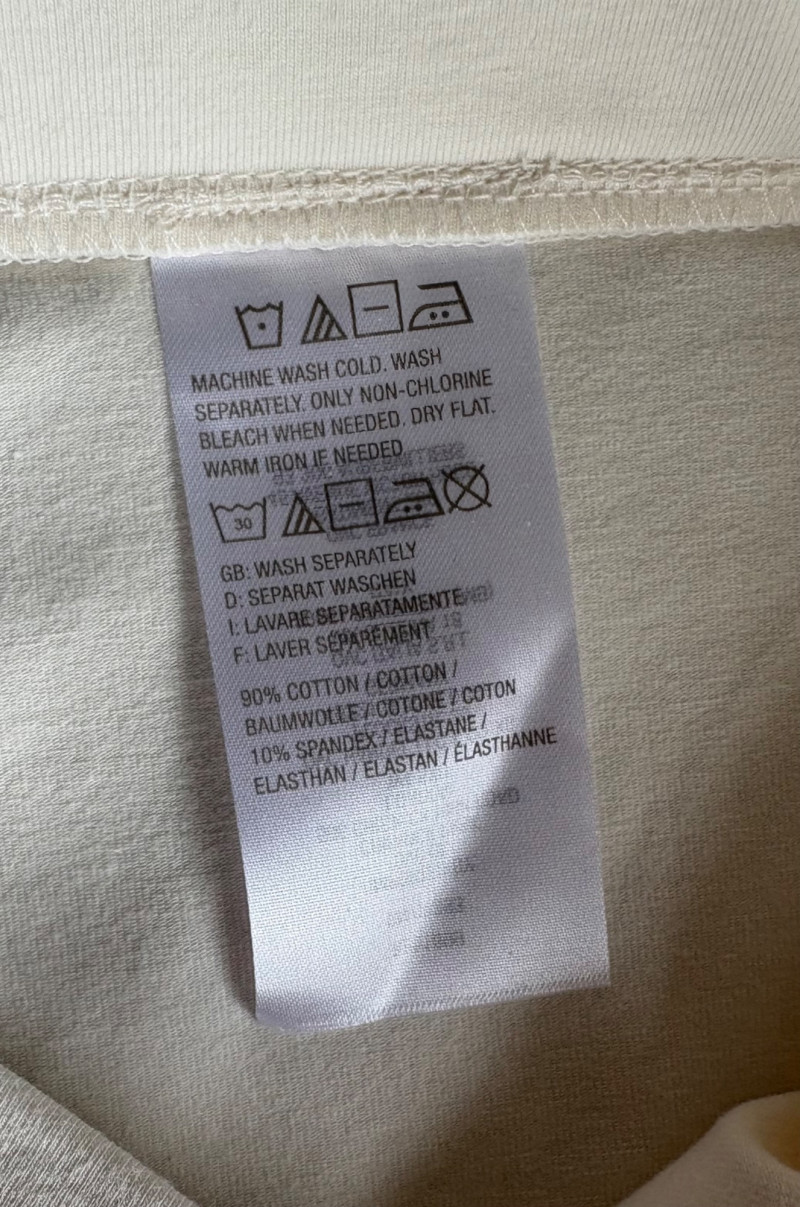 MACHINE WASH COLD. WASH
SEPARATELY. ONLY NON-CHLORINE
BLEACH WHEN NEEDED. DRY FLAT.
WARM IRON IF NEEDED
30
GB: WASH SEPARATELY
D: SEPARAT WASCHEN
I: LAVARE SEPARATAMENTE
F: LAVER SÉPARÉMENT
90% COTTON / COTTON /
BAUMWOLLE / COTONE / COTON
10% SPANDEX / ELASTANE /
ELASTHAN / ELASTAN / ÉLASTHANNE